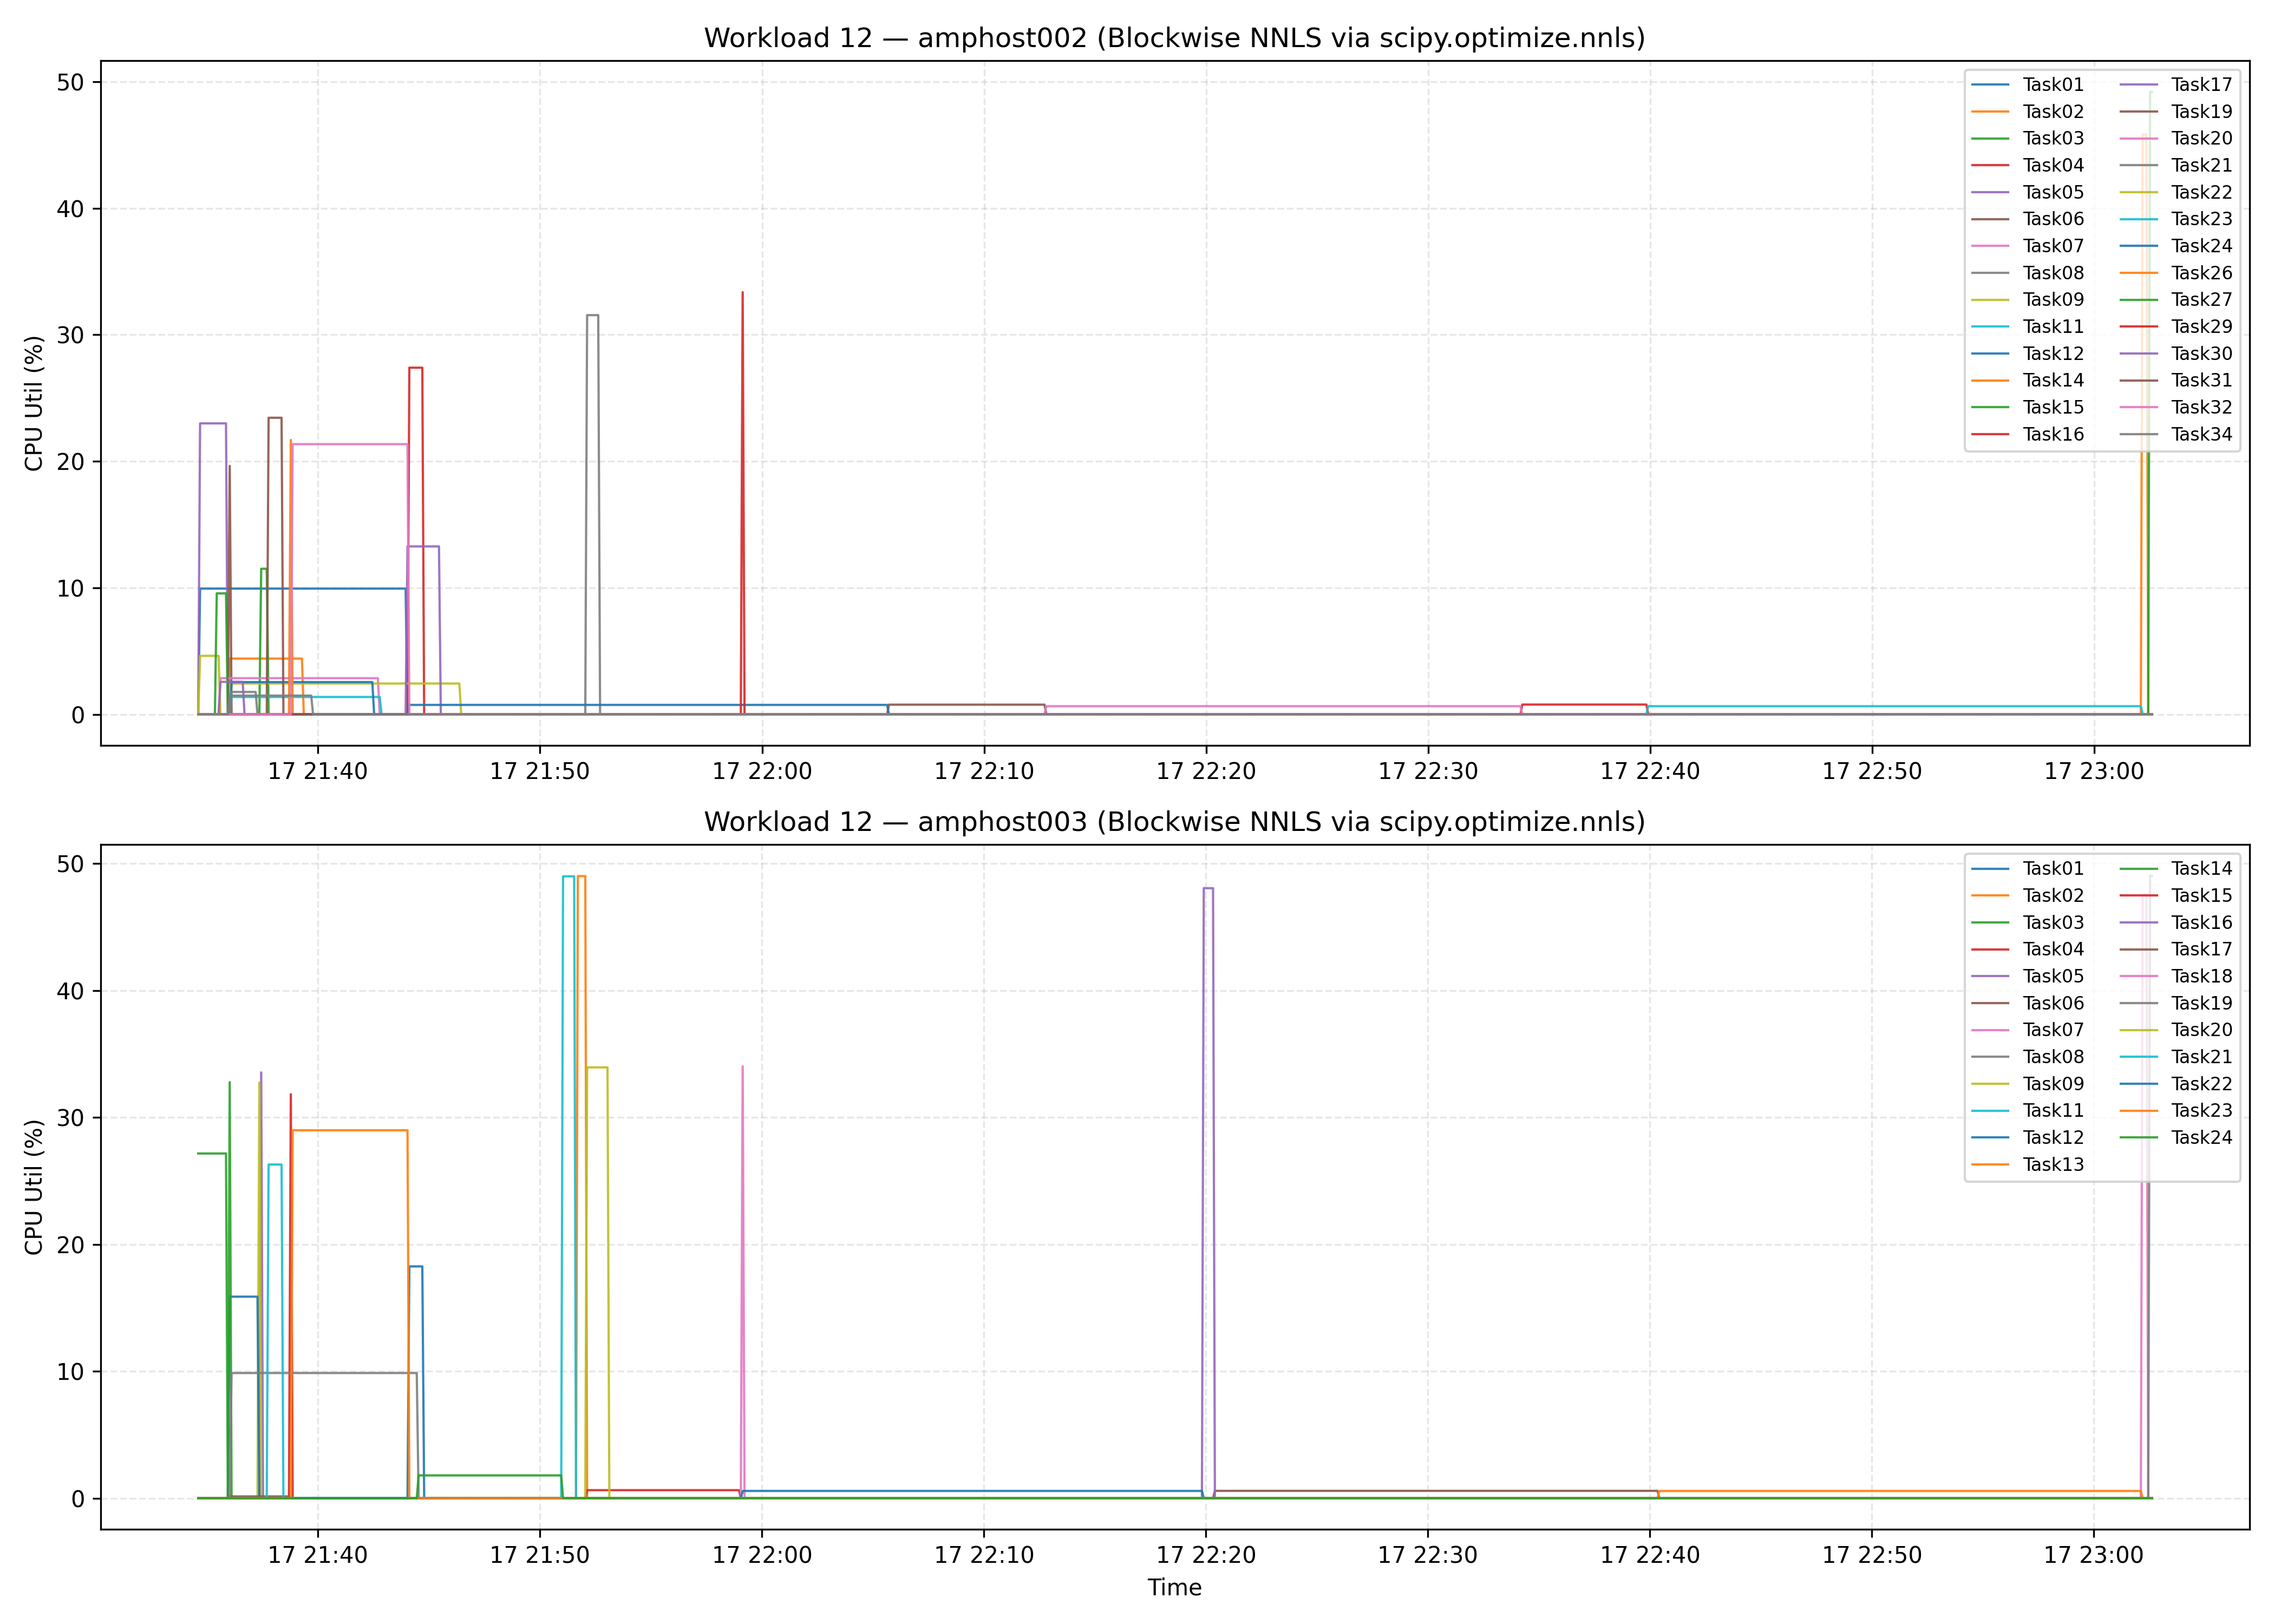 Workload 12 — amphost002 (Blockwise NNLS via scipy.optimize.nnls)
CPU Util (%)
50
40
30
20
10
0
Task01
Task02
Task03
Task04
Task05
Task06
Task07
Task08
Task09
Task11
Task12
Task14
Task15
Task16
Task17
Task19
Task20
Task21
Task22
Task23
Task24
Task26
Task27
Task29
Task30
Task31
Task32
Task34
17 21:40 17 21:50 17 22:00 17 22:10 17 22:20 17 22:30 17 22:40 17 22:50 17 23:00
Workload 12 — amphost003 (Blockwise NNLS via scipy.optimize.nnls)
CPU Util (%)
50
40
30
20
10
0
Task01
Task02
Task03
Task04
Task05
Task06
Task07
Task08
Task09
Task11
Task12
Task13
Task14
Task15
Task16
Task17
Task18
Task19
Task20
Task21
Task22
Task23
Task24
17 21:40 17 21:50 17 22:00 17 22:10 17 22:20 17 22:30 17 22:40 17 22:50 17 23:00
Time